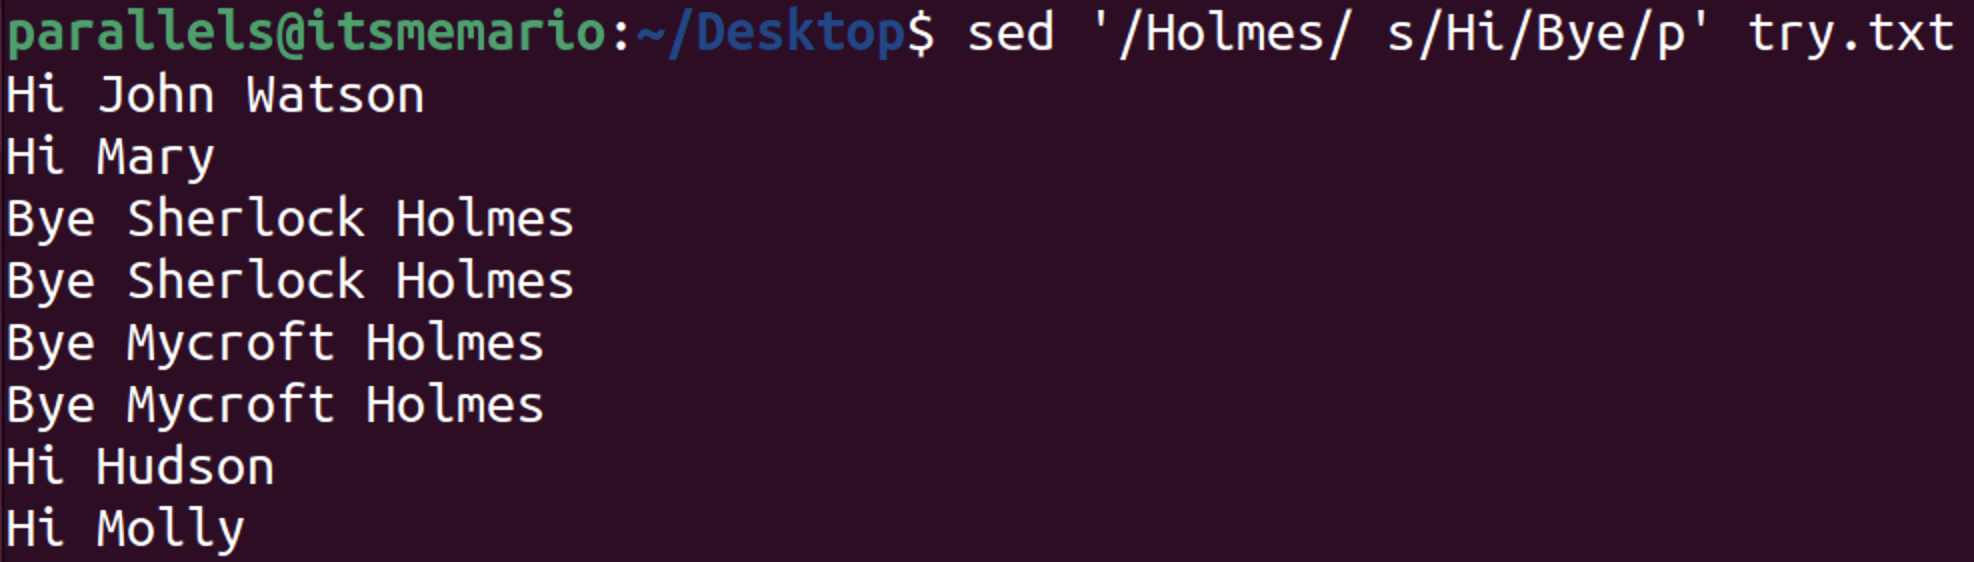 parallels@itsmemario:~/Desktop$ sed '/Holmes/ s/Hi/Bye/p' try.txt
Hi John Watson
Hi Mary
Bye Sherlock Holmes
Bye Sherlock Holmes
Bye Mycroft Holmes
Bye Mycroft Holmes
Hi Hudson
Hi Molly